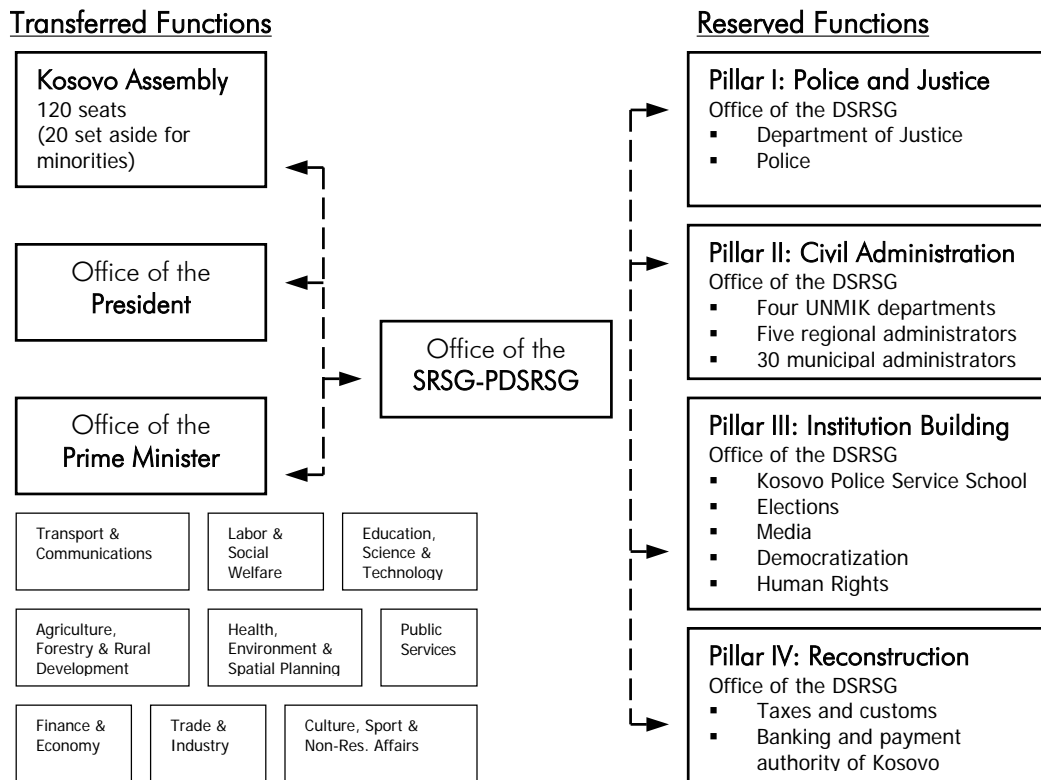 Transferred Functions
Kosovo Assembly
120 seats
(20 set aside for
minorities)
Office of the
President
Office of the
Prime Minister
Transport &
Communications
Labor &
Social
Welfare
Education,
Science &
Technology
Agriculture,
Forestry & Rural
Development
Health,
Environment &
Spatial Planning
Public
Services
Finance &
Economy
Trade &
Industry
Culture, Sport &
Non-Res. Affairs
Office of the
SRSG-PDSRSG
Reserved Functions
Pillar I: Police and Justice
Office of the DSRSG
▪ Department of Justice
▪ Police
Pillar II: Civil Administration
Office of the DSRSG
▪ Four UNMIK departments
▪ Five regional administrators
▪ 30 municipal administrators
Pillar III: Institution Building
Office of the DSRSG
▪ Kosovo Police Service School
▪ Elections
▪ Media
▪ Democratization
▪ Human Rights
Pillar IV: Reconstruction
Office of the DSRSG
▪ Taxes and customs
▪ Banking and payment
authority of Kosovo